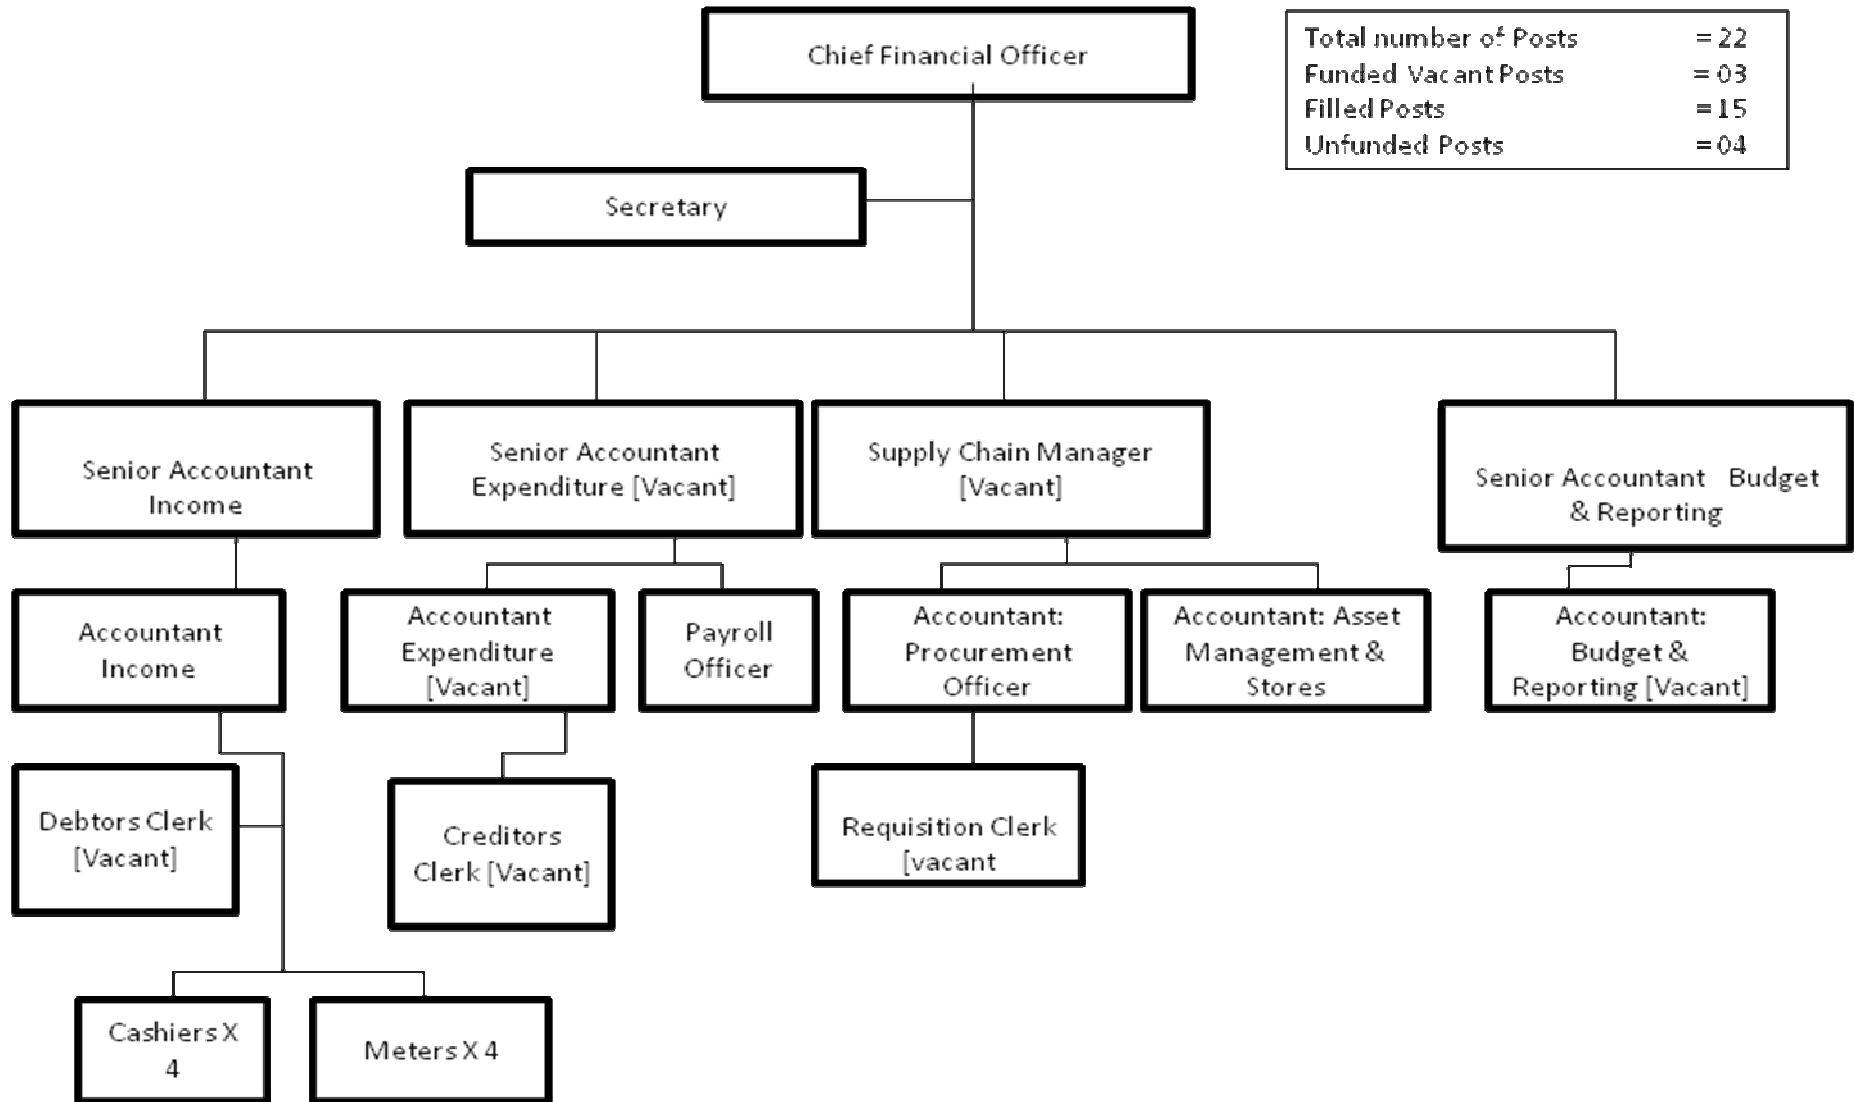 Chief Financial Officer
Total number of Posts = 22
Funded Vacant Posts = 03
Filled Posts = 15
Unfunded Posts = 04
Secretary
Senior Accountant
Income
Senior Accountant
Expenditure [Vacant]
Supply Chain Manager
[Vacant]
Senior Accountant Budget
& Reporting
Accountant
Income
Accountant
Expenditure
[Vacant]
Payroll
Officer
Accountant:
Procurement
Officer
Accountant: Asset
Management &
Stores
Accountant:
Budget &
Reporting [Vacant]
Debtors Clerk
[Vacant]
Creditors
Clerk [Vacant]
Requisition Clerk
[vacant
Cashiers X
4
Meters X 4